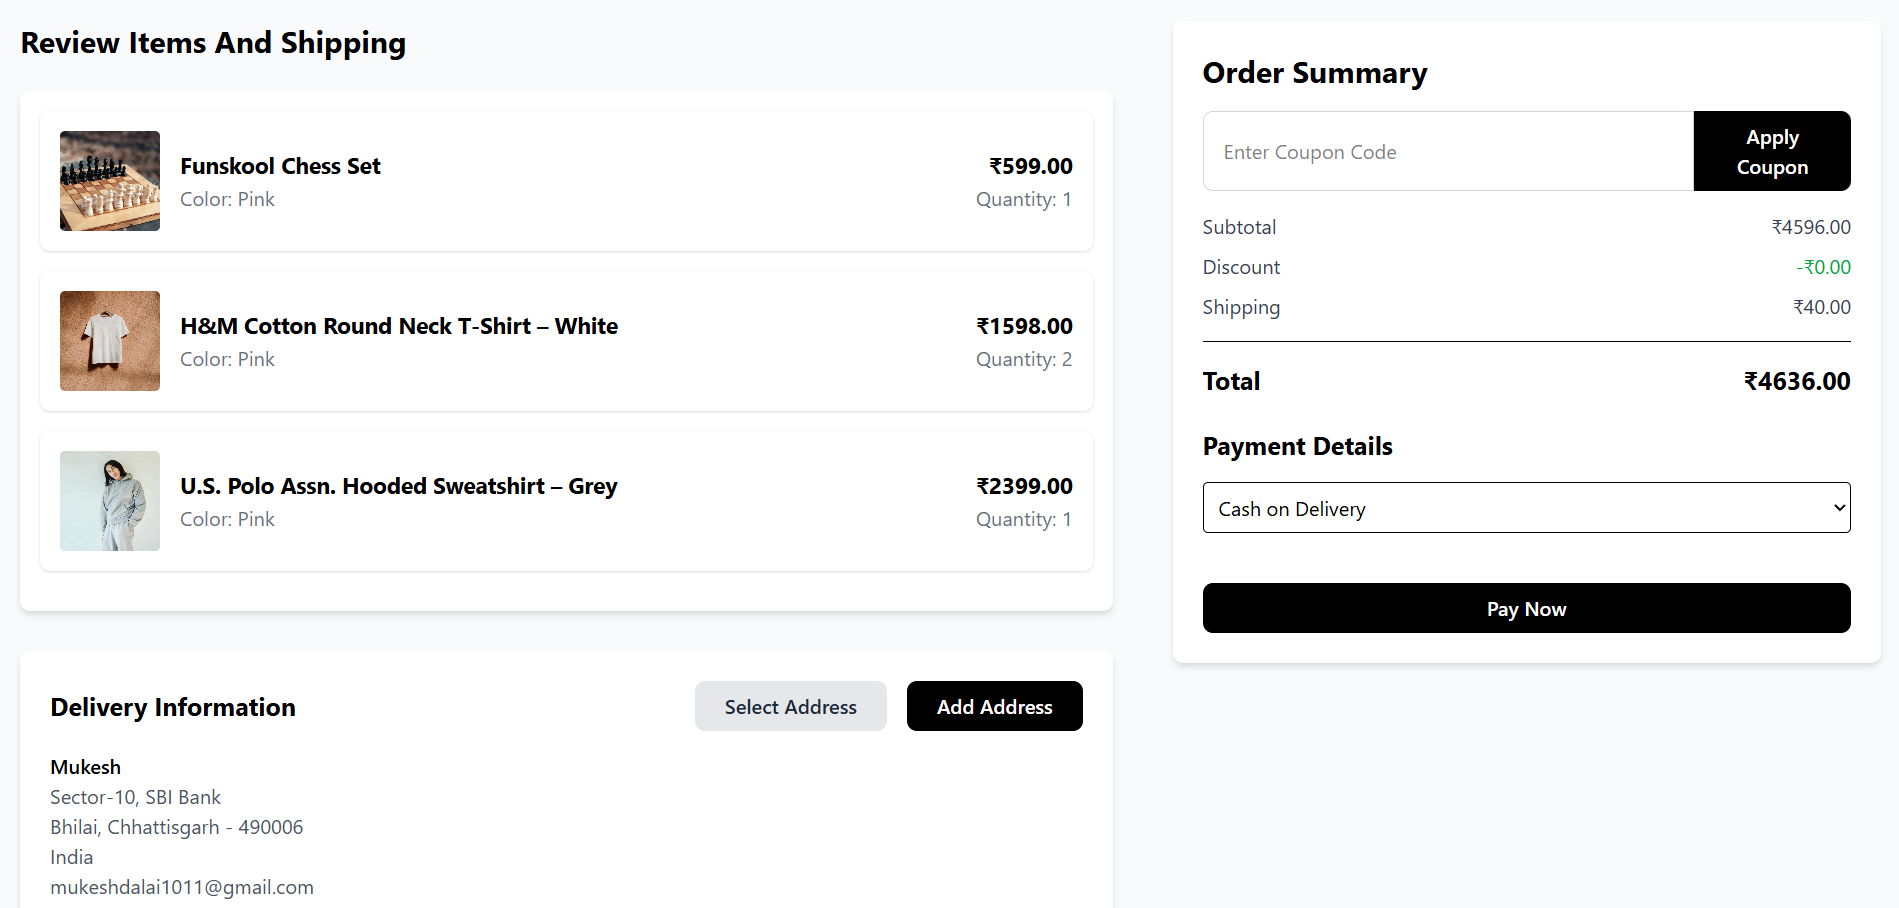 Review Items And Shipping
Funskool Chess Set
₹599.00
Color: Pink
Quantity: 1
H&M Cotton Round Neck T-Shirt – White
₹1598.00
Color: Pink
Quantity: 2
U.S. Polo Assn. Hooded Sweatshirt – Grey
₹2399.00
Color: Pink
Quantity: 1
Delivery Information
Select Address
Add Address
Mukesh
Sector-10, SBI Bank
Bhilai, Chhattisgarh - 490006
India
mukeshdalai1011@gmail.com
Order Summary
Enter Coupon Code
Apply
Coupon
Subtotal
₹4596.00
Discount
-₹0.00
Shipping
₹40.00
Total
₹4636.00
Payment Details
Cash on Delivery
Pay Now